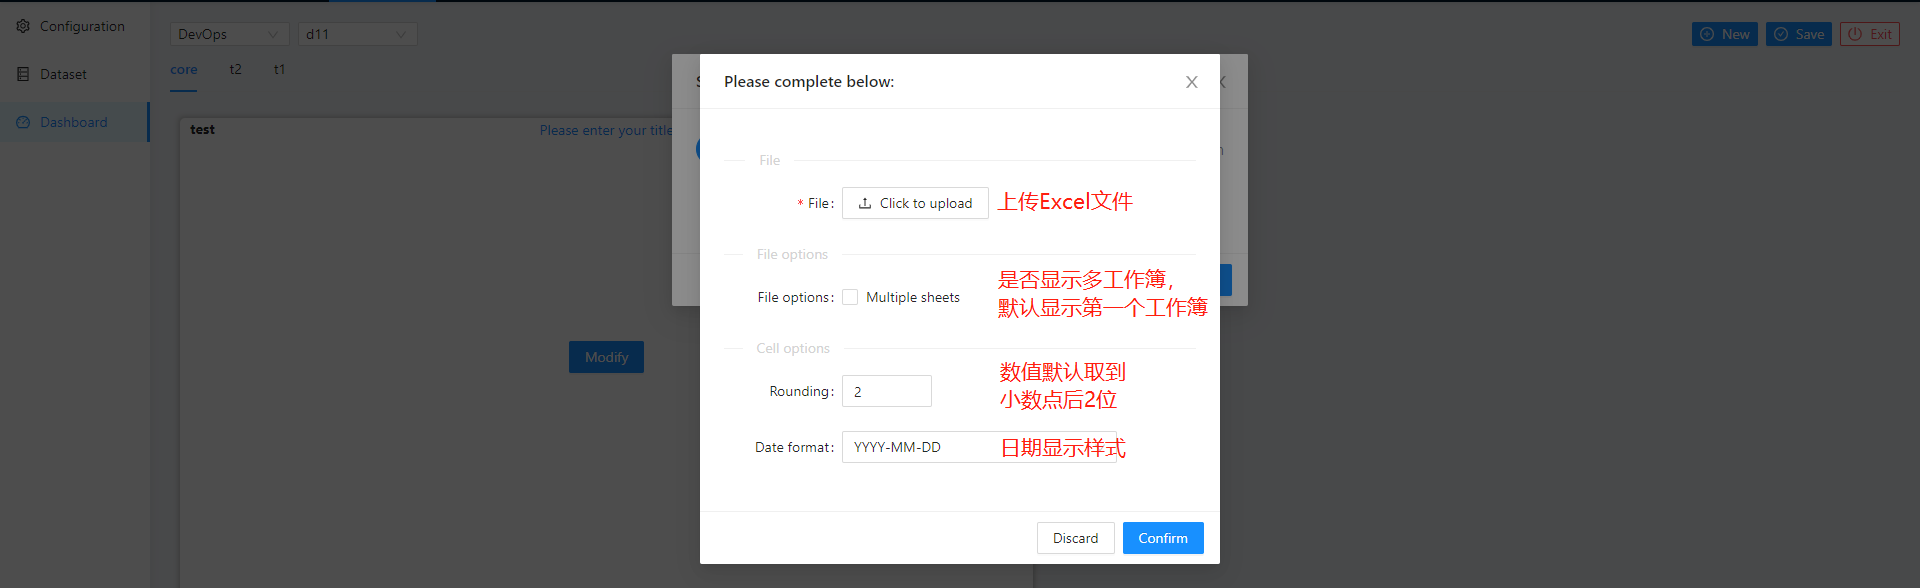 Configuration
Dataset
Dashboard
DevOps
d11
New
Save
Exit
core
t2
t1
test
Please enter your title
Modify
Please complete below:
File
* File:
Click to upload
上传Excel文件
File options
File options:
Multiple sheets
是否显示多工作簿，
默认显示第一个工作簿
Cell options
Rounding:
2
数值默认取到
小数点后2位
Date format:
YYYY-MM-DD
日期显示样式
Discard
Confirm